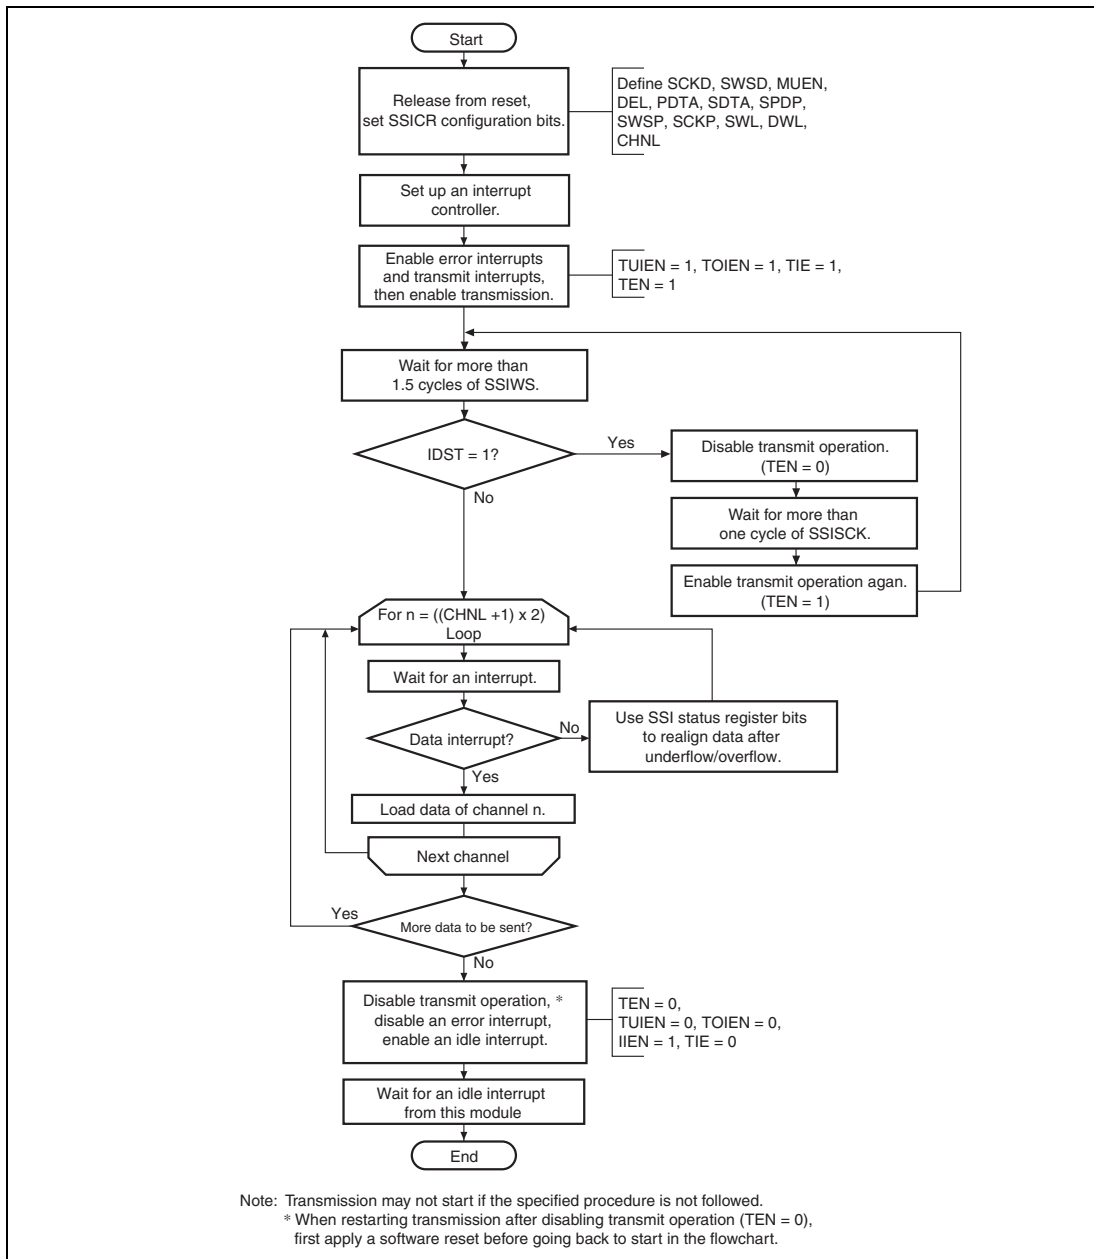 Start
Release from reset,
set SSICR configuration bits.
Define SCKD, SWSD, MUEN,
DEL, PDTA, SDTA, SPDP,
SWSP, SCKP, SWL, DWL,
CHNL
Set up an interrupt
controller.
Enable error interrupts
and transmit interrupts,
then enable transmission.
TUIEN = 1, TOIEN = 1, TIE = 1,
TEN = 1
Wait for more than
1.5 cycles of SSIWS.
IDST = 1?
Yes
No
Disable transmit operation.
(TEN = 0)
Wait for more than
one cycle of SSISCK.
Enable transmit operation agan.
(TEN = 1)
For n = ((CHNL +1) x 2)
Loop
Wait for an interrupt.
Data interrupt?
No
Yes
Use SSI status register bits
to realign data after
underflow/overflow.
Load data of channel n.
Next channel
More data to be sent?
Yes
No
Disable transmit operation, *
disable an error interrupt,
enable an idle interrupt.
TEN = 0,
TUIEN = 0, TOIEN = 0,
IIEN = 1, TIE = 0
Wait for an idle interrupt
from this module
End
Note: Transmission may not start if the specified procedure is not followed.
* When restarting transmission after disabling transmit operation (TEN = 0),
first apply a software reset before going back to start in the flowchart.